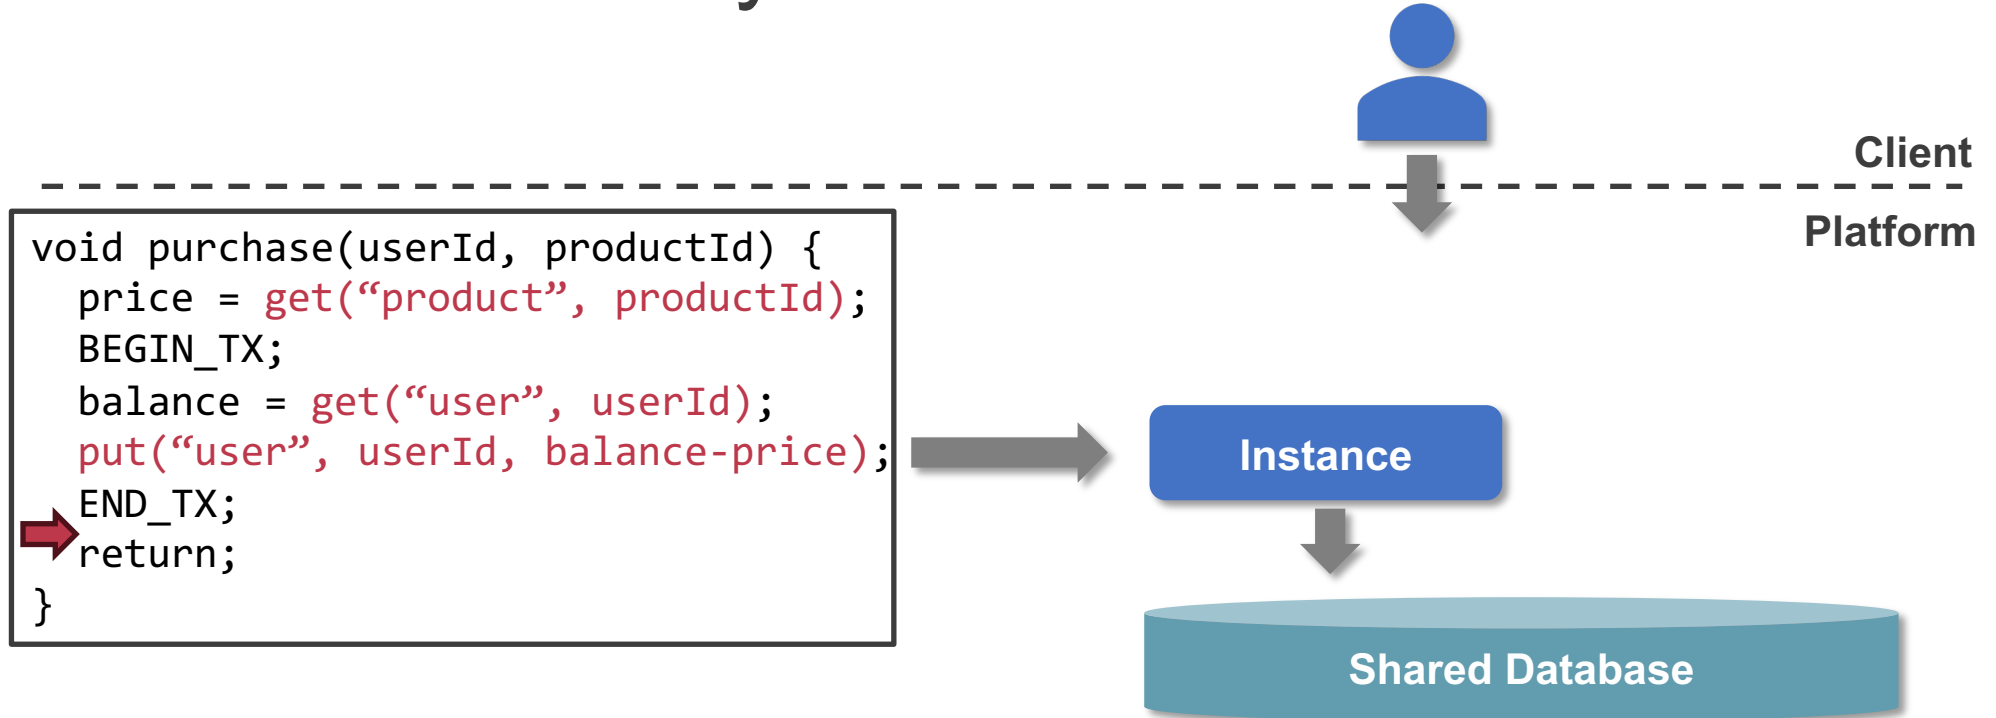 Client
Platform
void purchase(userId, productId) {
price = get(“product”, productId);
BEGIN_TX;
balance = get(“user”, userId);
put(“user”, userId, balance-price);
END_TX;
return;
}
Instance
Shared Database